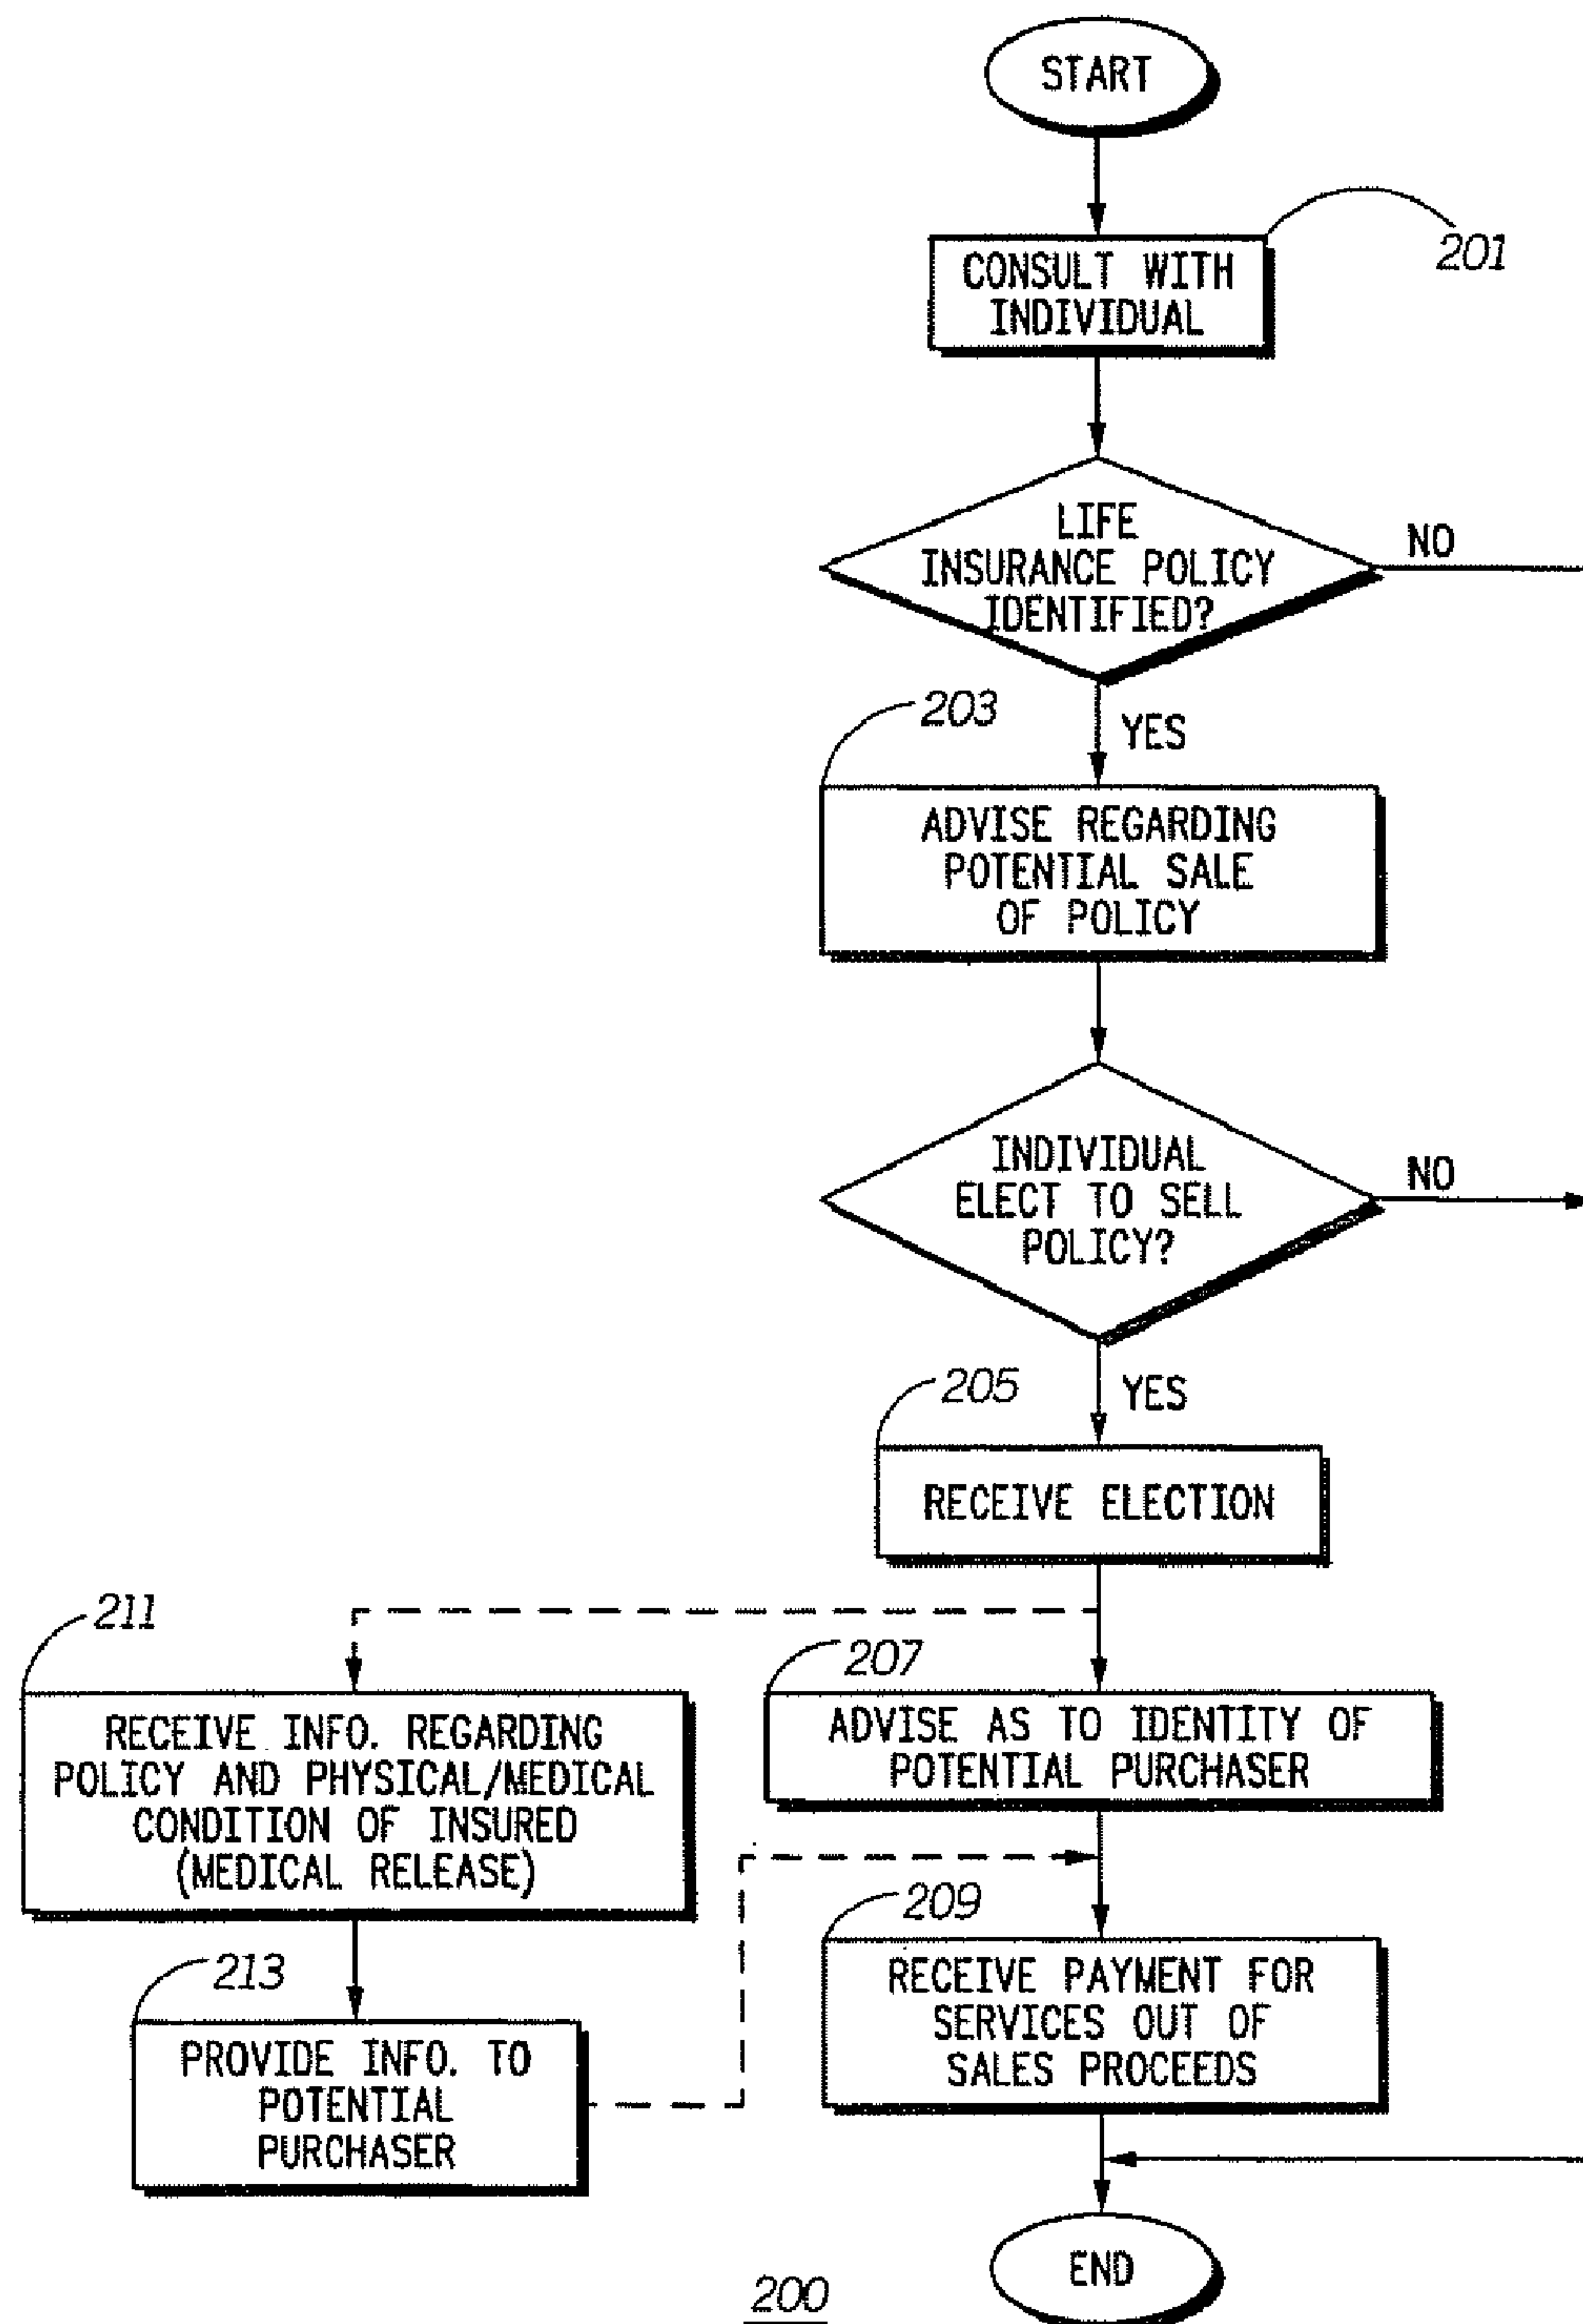 START
201
CONSULT WITH
INDIVIDUAL
LIFE
INSURANCE POLICY
IDENTIFIED?
NO
203
YES
ADVISE REGARDING
POTENTIAL SALE
OF POLICY
INDIVIDUAL
ELECT TO SELL
POLICY?
NO
205
YES
RECEIVE ELECTION
211
RECEIVE INFO. REGARDING
POLICY AND PHYSICAL/MEDICAL
CONDITION OF INSURED
(MEDICAL RELEASE)
207
ADVISE AS TO IDENTITY OF
POTENTIAL PURCHASER
213
PROVIDE INFO. TO
POTENTIAL
PURCHASER
209
RECEIVE PAYMENT FOR
SERVICES OUT OF
SALES PROCEEDS
END
200